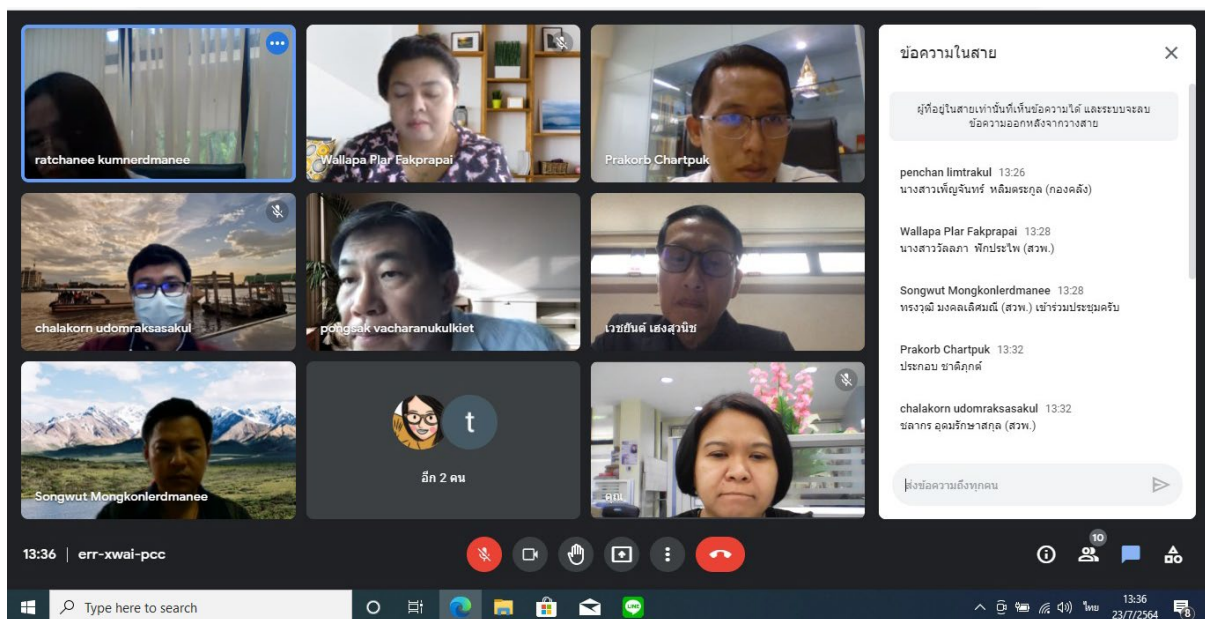 ratchanee kumnerdmanee
Wallapa Plar Fakprapai
Prakorb Chartpuk
chalakorn udomraksasakul
pongsak vacharanukulkiet
เวชยันต์ เฮงสุวนิช
Songwut Mongkonlerdmanee
t
อีก 2 คน
คุณ
ข้อความในสาย
ผู้ที่อยู่ในสายเท่านั้นที่เห็นข้อความได้ และระบบจะลบ
ข้อความออกหลังจากวางสาย
penchan limtrakul 13:26
นางสาวเพ็ญจันทร์ หลิมตระกูล (กองคลัง)
Wallapa Plar Fakprapai 13:28
นางสาววัลลภา ฟักประไพ (สวพ.)
Songwut Mongkonlerdmanee 13:28
ทรงวุฒิ มงคลเลิศมณี (สวพ.) เข้าร่วมประชุมครับ
Prakorb Chartpuk 13:32
ประกอบ ชาติภุกต์
chalakorn udomraksasakul 13:32
ชลากร อุดมรักษาสกุล (สวพ.)
ส่งข้อความถึงทุกคน
13:36 | err-xwai-pcc
10
Type here to search
LINE
ไทย
13:36
23/7/2564
8